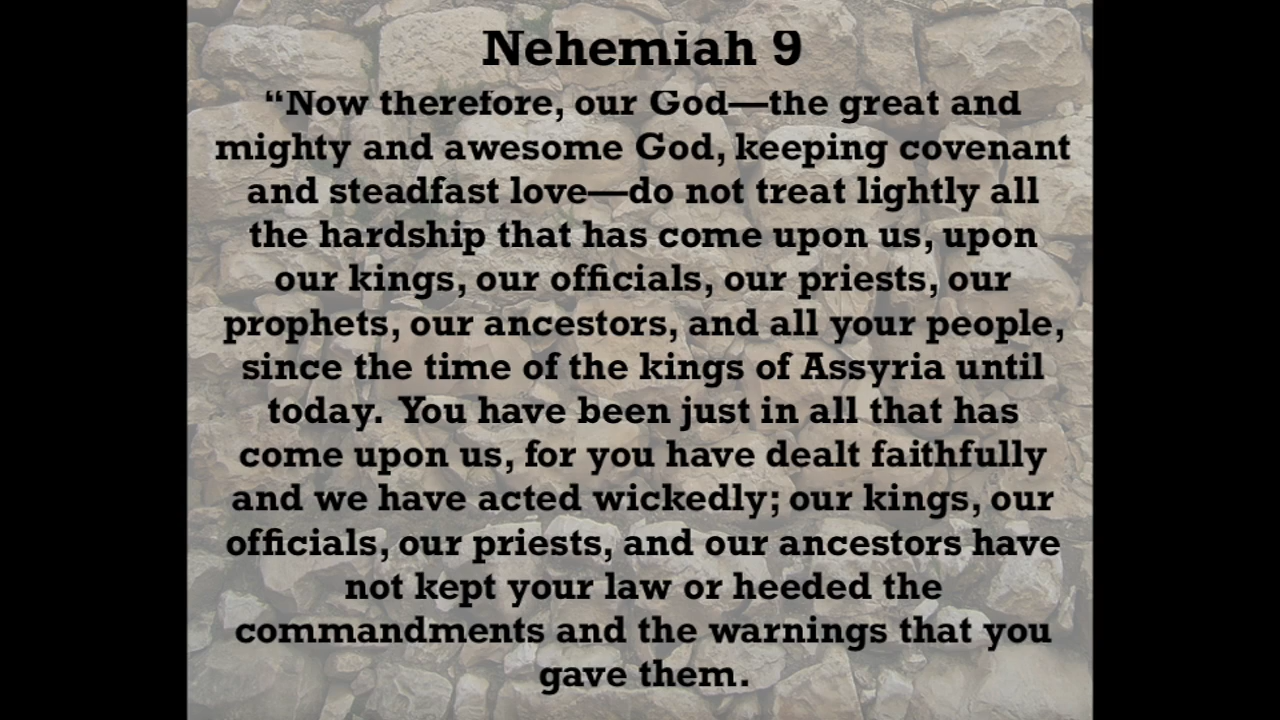 Nehemiah 9
“Now therefore, our God—the great and
mighty and awesome God, keeping covenant
and steadfast love—do not treat lightly all
the hardship that has come upon us, upon
our kings, our officials, our priests, our
prophets, our ancestors, and all your people,
since the time of the kings of Assyria until
today. You have been just in all that has
come upon us, for you have dealt faithfully
and we have acted wickedly; our kings, our
officials, our priests, and our ancestors have
not kept your law or heeded the
commandments and the warnings that you
gave them.